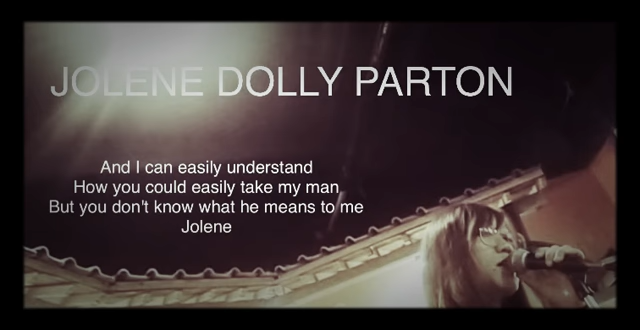 JOLENE DOLLY PARTON
And I can easily understand
How you could easily take my man
But you don't know what he means to me
Jolene